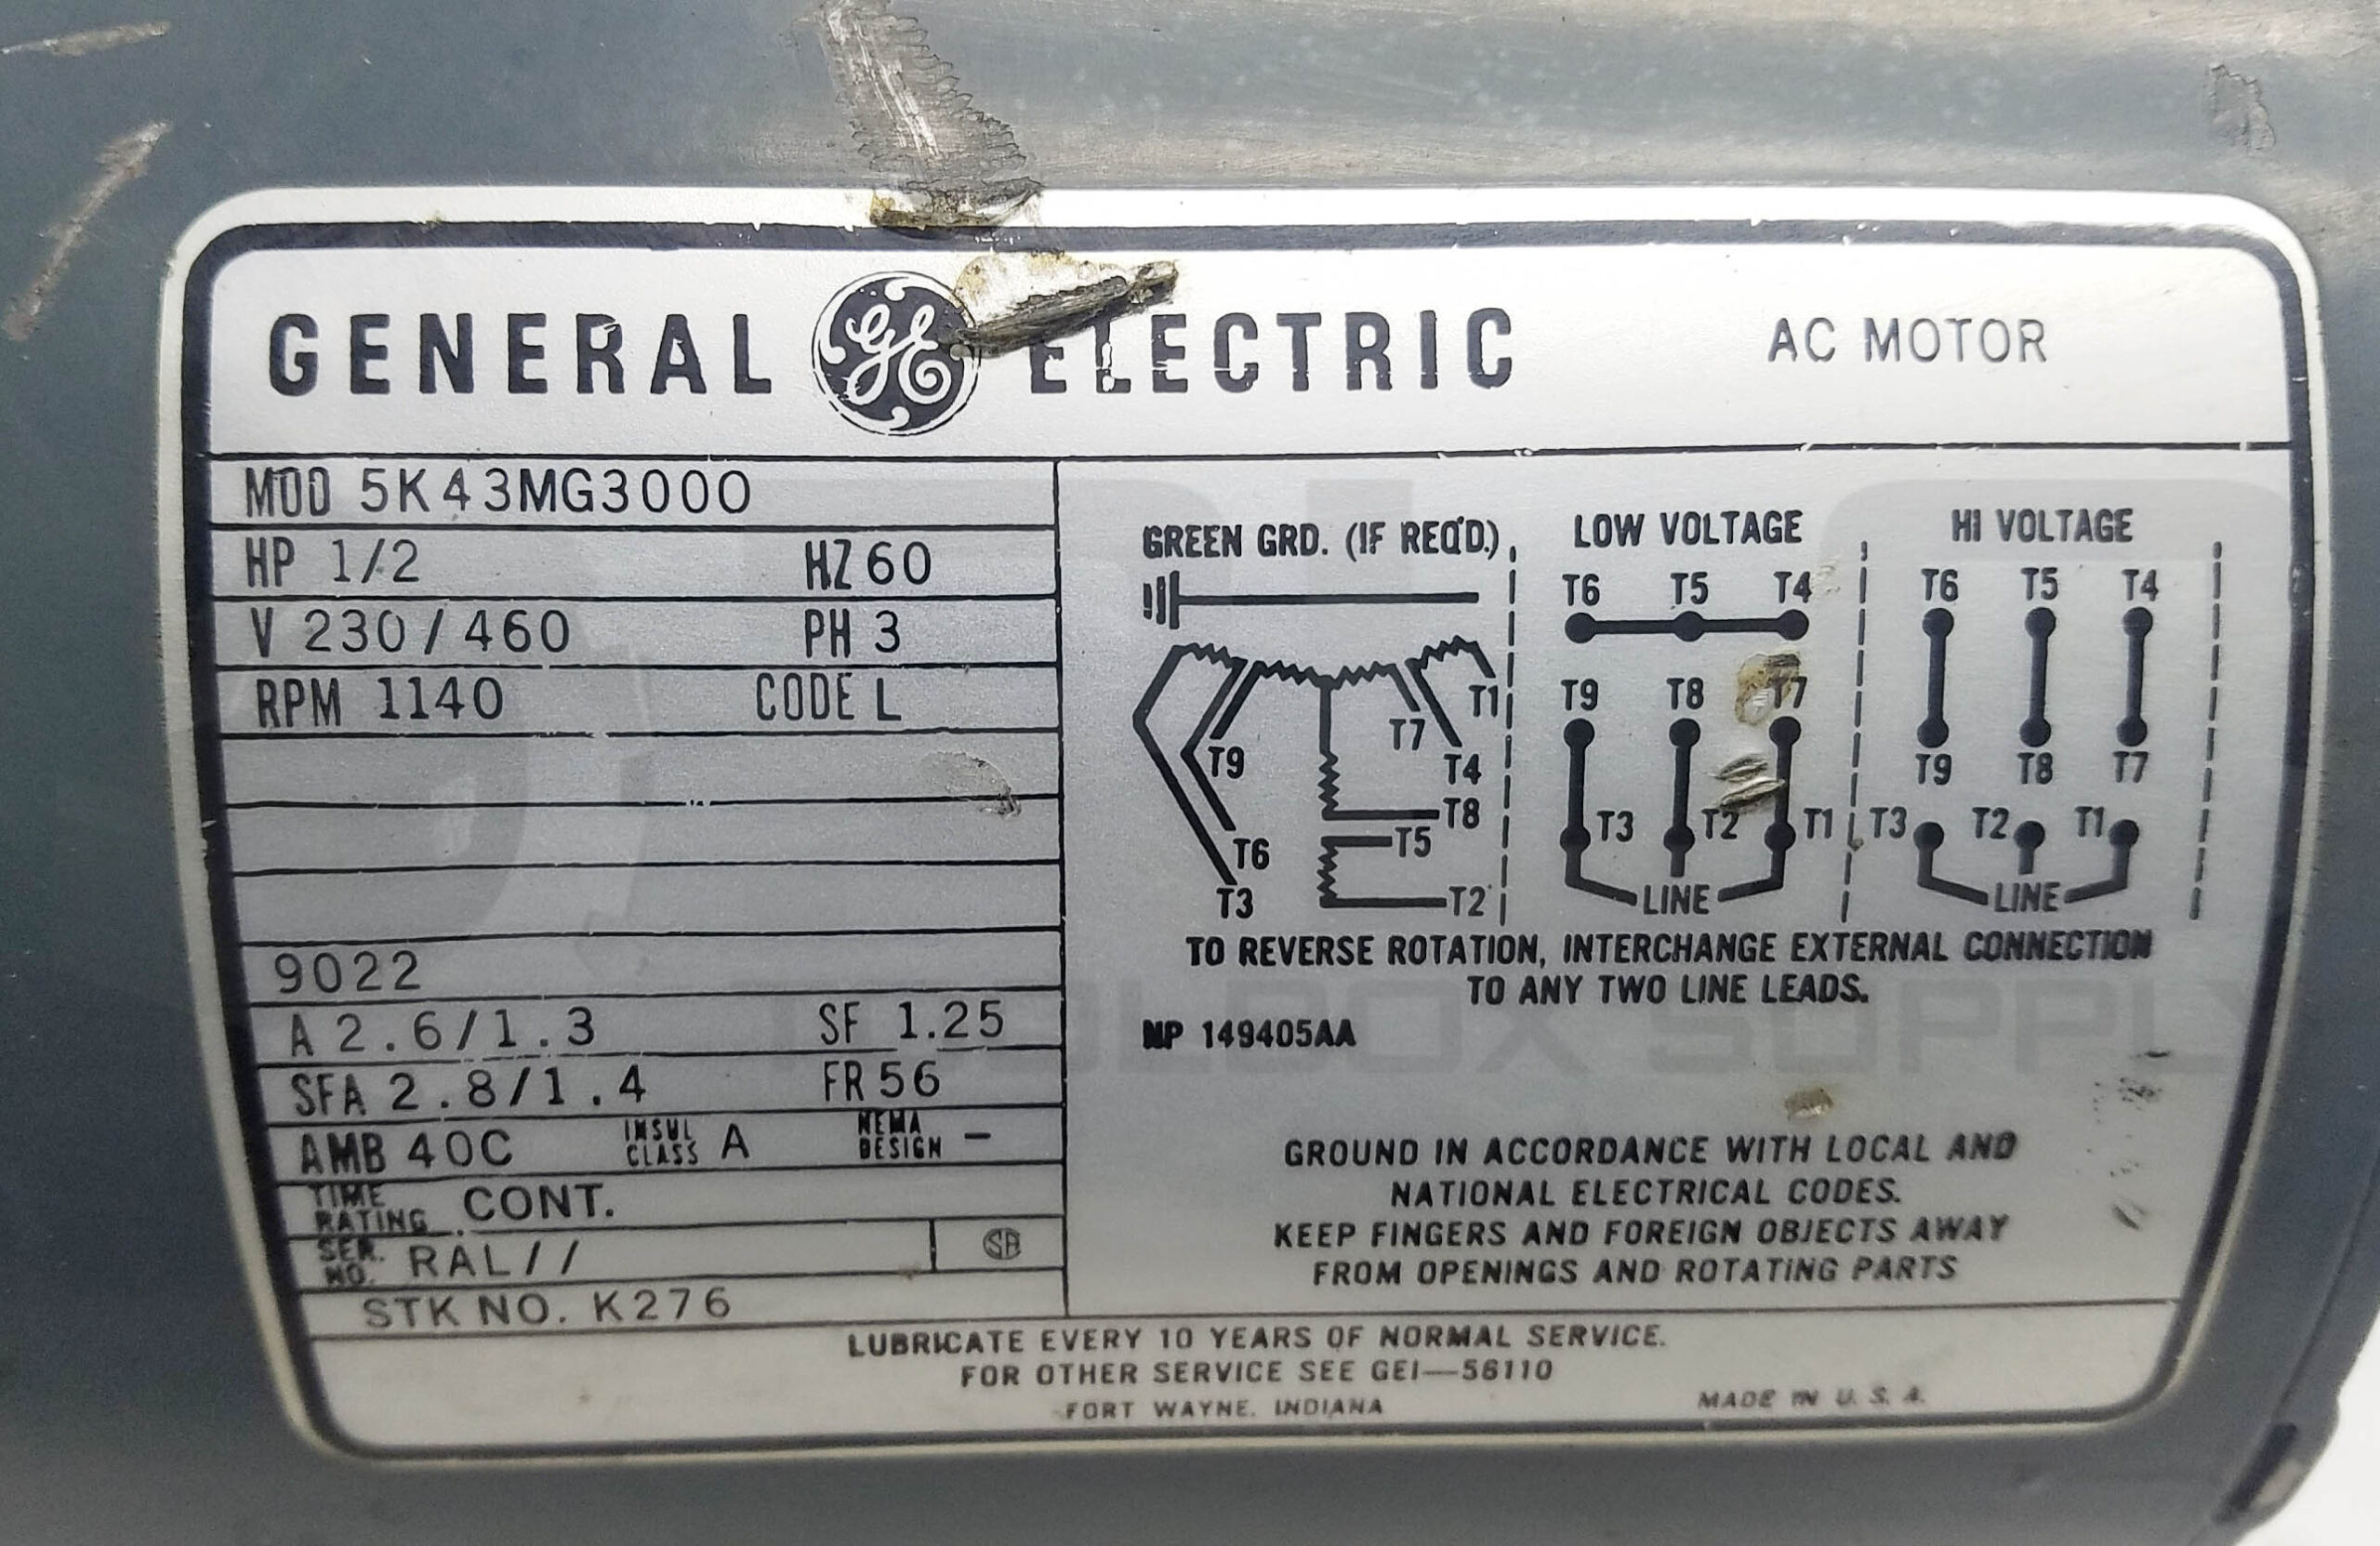 GENERAL GE ELECTRIC AC MOTOR
MOD 5K43MG3000
HP 1/2 HZ 60
V 230/460 PH 3
RPM 1140 CODE L
9022
A 2.6/1.3 SF 1.25
SFA 2.8/1.4 FR 56
AMB 40C INSUL CLASS A NEMA DESIGN -
TIME RATING CONT.
SER. NO. RAL// SA
STK NO. K276
GREEN GRD. (IF REQ'D.)
T1
T7
T9
T4
T8
T5
T6
T3
T2
LOW VOLTAGE
T6 T5 T4
T9 T8 T7
T3 T2 T1
LINE
HI VOLTAGE
T6 T5 T4
T9 T8 T7
T3 T2 T1
LINE
TO REVERSE ROTATION, INTERCHANGE EXTERNAL CONNECTION
TO ANY TWO LINE LEADS.
NP 149405AA
GROUND IN ACCORDANCE WITH LOCAL AND
NATIONAL ELECTRICAL CODES.
KEEP FINGERS AND FOREIGN OBJECTS AWAY
FROM OPENINGS AND ROTATING PARTS
LUBRICATE EVERY 10 YEARS OF NORMAL SERVICE.
FOR OTHER SERVICE SEE GEI-56110
FORT WAYNE, INDIANA MADE IN U.S.A.